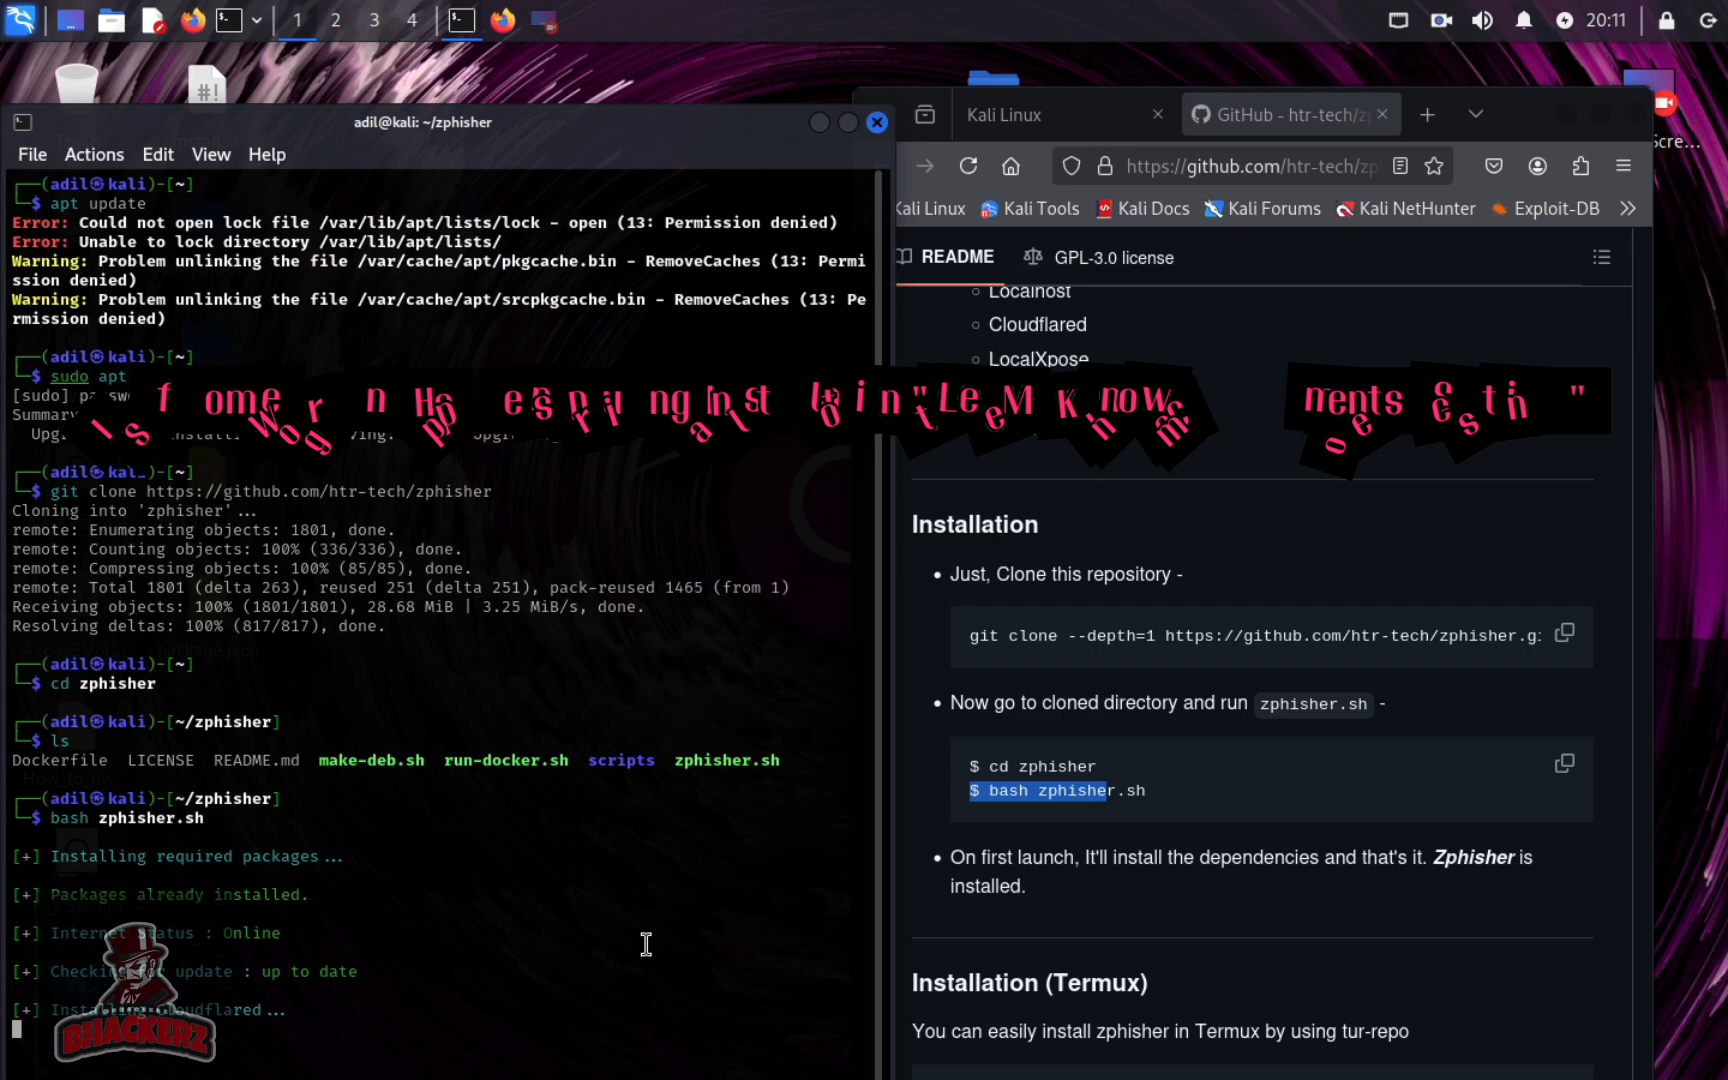 20:11
1 2 3 4
adil@kali: ~/zphisher
File Actions Edit View Help
┌──(adil㉿kali)-[~]
└─$ apt update
Error: Could not open lock file /var/lib/apt/lists/lock - open (13: Permission denied)
Error: Unable to lock directory /var/lib/apt/lists/
Warning: Problem unlinking the file /var/cache/apt/pkgcache.bin - RemoveCaches (13: Permi
ssion denied)
Warning: Problem unlinking the file /var/cache/apt/srcpkgcache.bin - RemoveCaches (13: Pe
rmission denied)
┌──(adil㉿kali)-[~]
└─$ sudo apt
[sudo]
Summary
┌──(adil㉿kali)-[~]
└─$ git clone https://github.com/htr-tech/zphisher
Cloning into 'zphisher'...
remote: Enumerating objects: 1801, done.
remote: Counting objects: 100% (336/336), done.
remote: Compressing objects: 100% (85/85), done.
remote: Total 1801 (delta 263), reused 251 (delta 251), pack-reused 1465 (from 1)
Receiving objects: 100% (1801/1801), 28.68 MiB | 3.25 MiB/s, done.
Resolving deltas: 100% (817/817), done.
package.json
┌──(adil㉿kali)-[~]
└─$ cd zphisher
┌──(adil㉿kali)-[~/zphisher]
└─$ ls
Dockerfile LICENSE README.md make-deb.sh run-docker.sh scripts zphisher.sh
┌──(adil㉿kali)-[~/zphisher]
└─$ bash zphisher.sh
[+] Installing required packages...
[+] Packages already installed.
[+] Internet Status : Online
[+] Checking for update : up to date
[+] Installing Cloudflared...
BHACKERZ
Kali Linux
GitHub - htr-tech/zp
https://github.com/htr-tech/zp
Kali Linux Kali Tools Kali Docs Kali Forums Kali NetHunter Exploit-DB
README GPL-3.0 license
Localhost
Cloudflared
LocalXpose
Installation
• Just, Clone this repository -
git clone --depth=1 https://github.com/htr-tech/zphisher.gi
• Now go to cloned directory and run zphisher.sh -
$ cd zphisher
$ bash zphisher.sh
• On first launch, It'll install the dependencies and that's it. Zphisher is
installed.
Installation (Termux)
You can easily install zphisher in Termux by using tur-repo